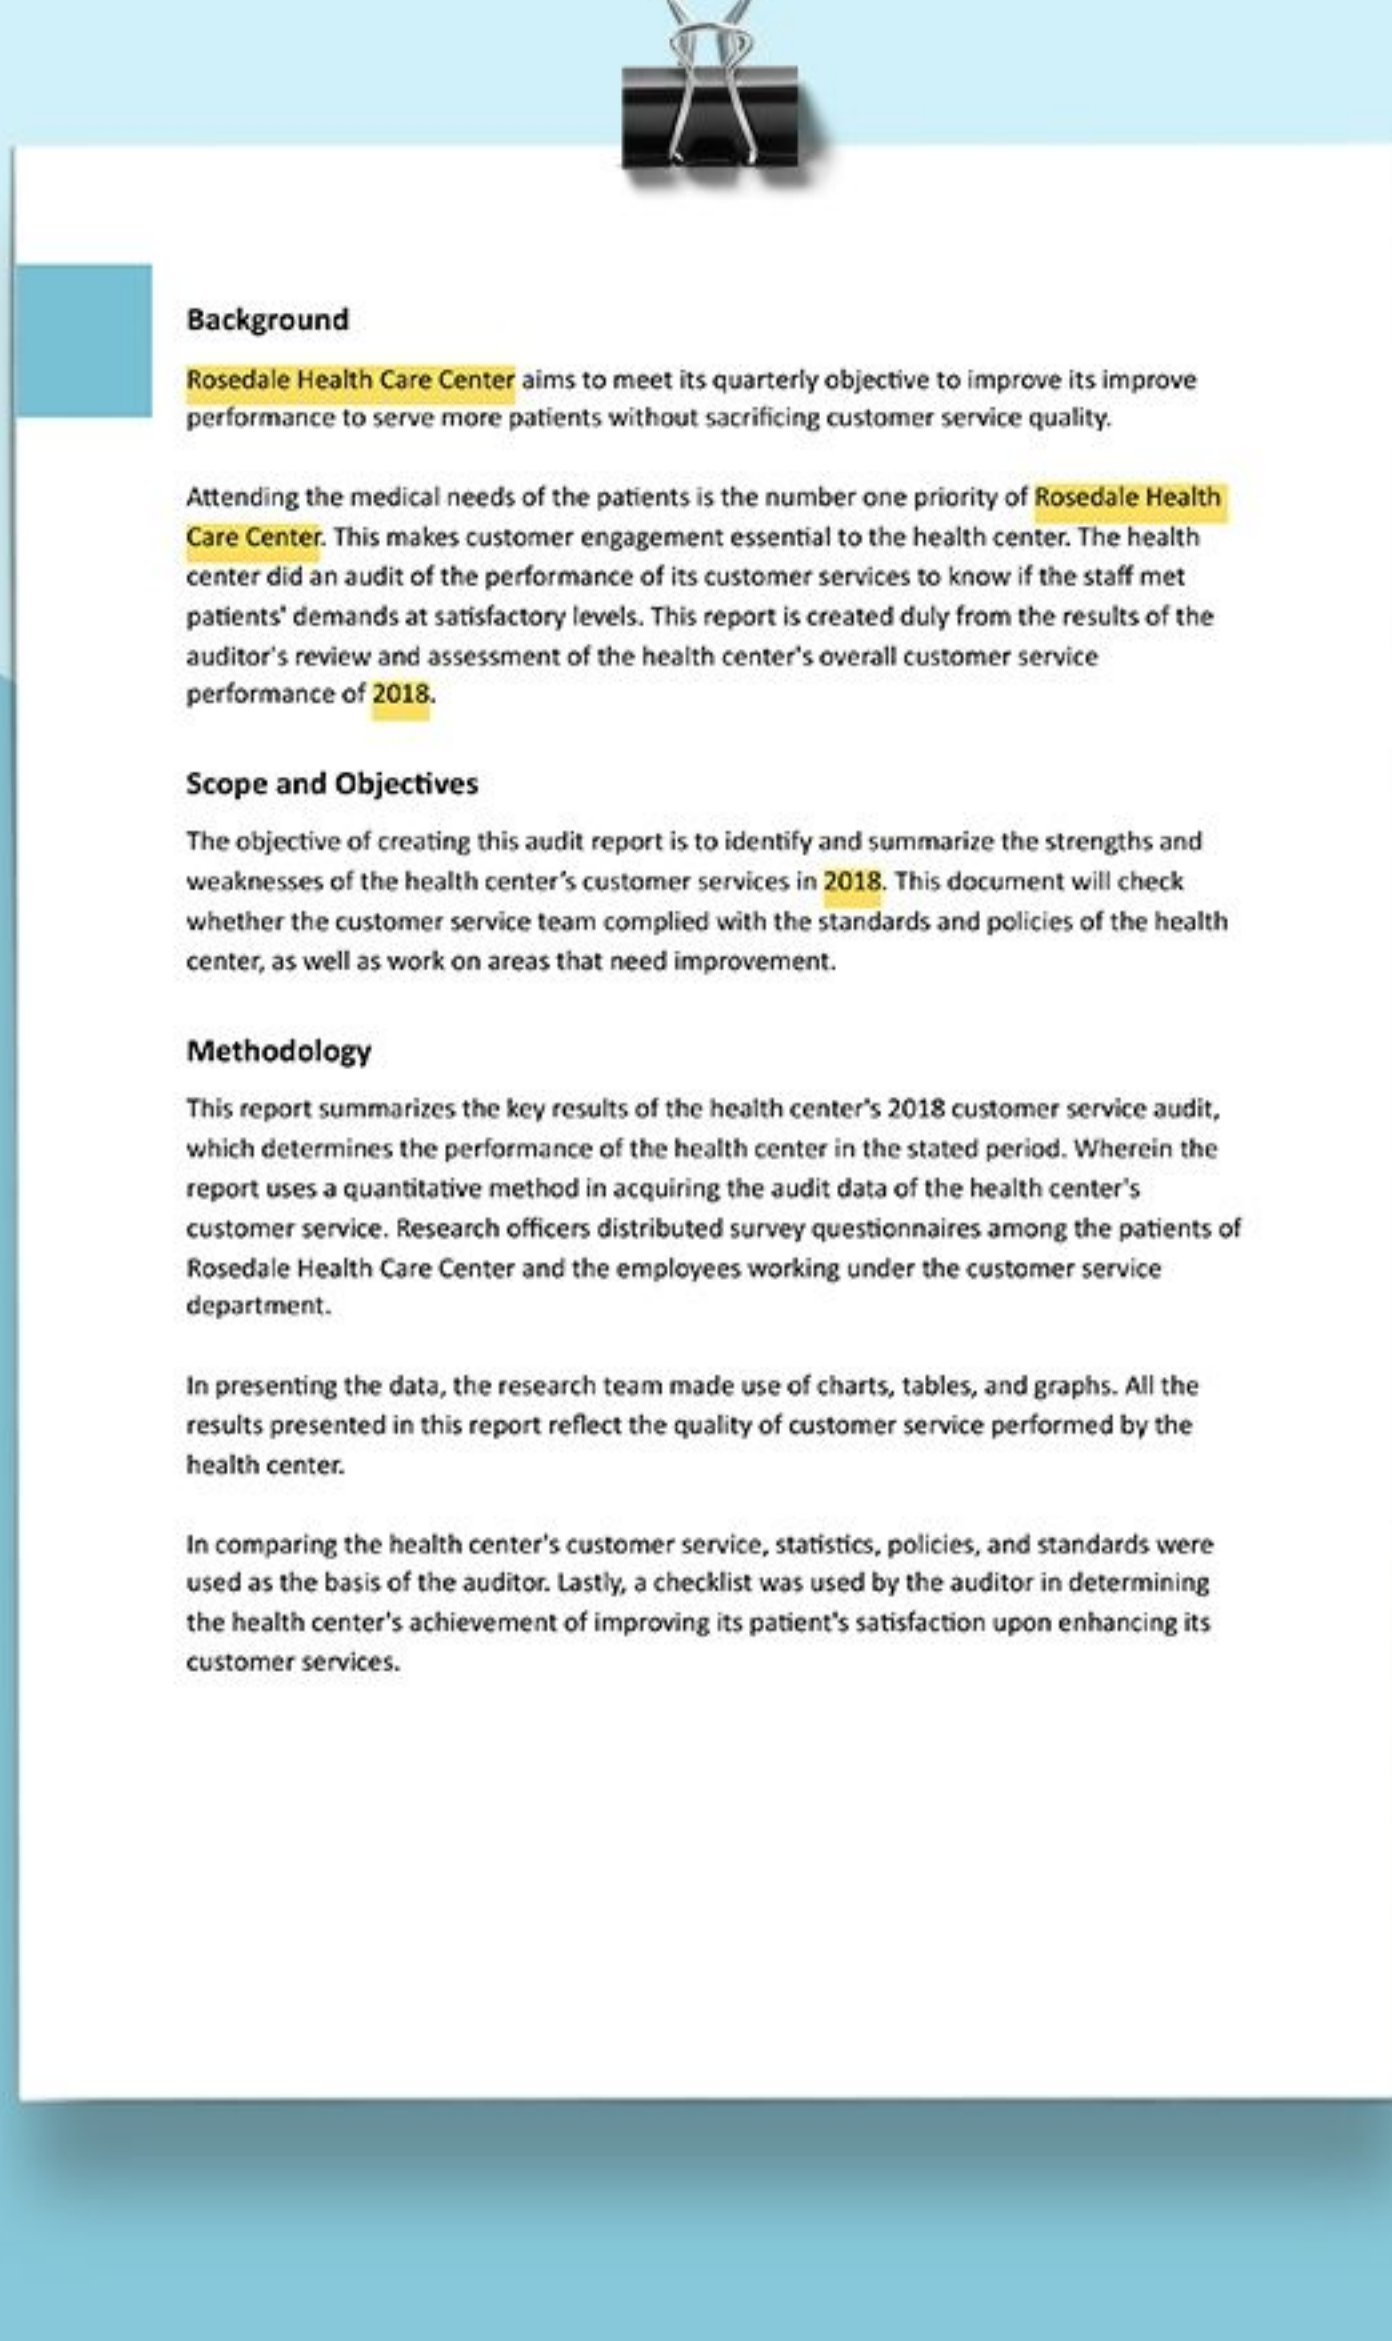 Background
Rosedale Health Care Center aims to meet its quarterly objective to improve its improve
performance to serve more patients without sacrificing customer service quality.
Attending the medical needs of the patients is the number one priority of Rosedale Health
Care Center. This makes customer engagement essential to the health center. The health
center did an audit of the performance of its customer services to know if the staff met
patients' demands at satisfactory levels. This report is created duly from the results of the
auditor's review and assessment of the health center's overall customer service
performance of 2018.
Scope and Objectives
The objective of creating this audit report is to identify and summarize the strengths and
weaknesses of the health center's customer services in 2018. This document will check
whether the customer service team complied with the standards and policies of the health
center, as well as work on areas that need improvement.
Methodology
This report summarizes the key results of the health center's 2018 customer service audit,
which determines the performance of the health center in the stated period. Wherein the
report uses a quantitative method in acquiring the audit data of the health center's
customer service. Research officers distributed survey questionnaires among the patients of
Rosedale Health Care Center and the employees working under the customer service
department.
In presenting the data, the research team made use of charts, tables, and graphs. All the
results presented in this report reflect the quality of customer service performed by the
health center.
In comparing the health center's customer service, statistics, policies, and standards were
used as the basis of the auditor. Lastly, a checklist was used by the auditor in determining
the health center's achievement of improving its patient's satisfaction upon enhancing its
customer services.